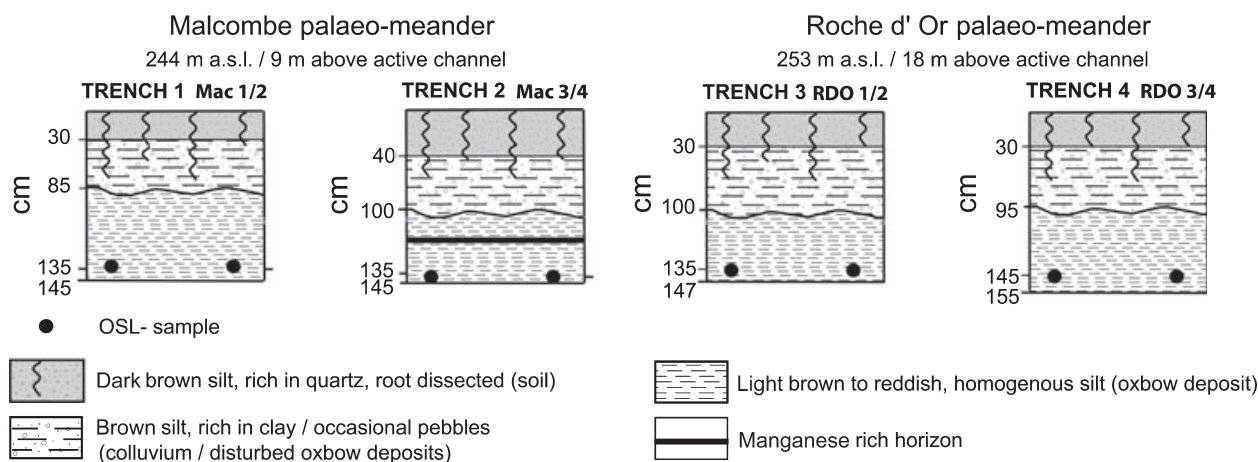 Malcombe palaeo-meander
244 m a.s.l. / 9 m above active channel
TRENCH 1 Mac 1/2
30
85
cm
135
145
TRENCH 2 Mac 3/4
40
100
cm
135
145
Roche d' Or palaeo-meander
253 m a.s.l. / 18 m above active channel
TRENCH 3 RDO 1/2
30
100
cm
135
147
TRENCH 4 RDO 3/4
30
95
cm
145
155
OSL- sample
Dark brown silt, rich in quartz, root dissected (soil)
Brown silt, rich in clay / occasional pebbles
(colluvium / disturbed oxbow deposits)
Light brown to reddish, homogenous silt (oxbow deposit)
Manganese rich horizon